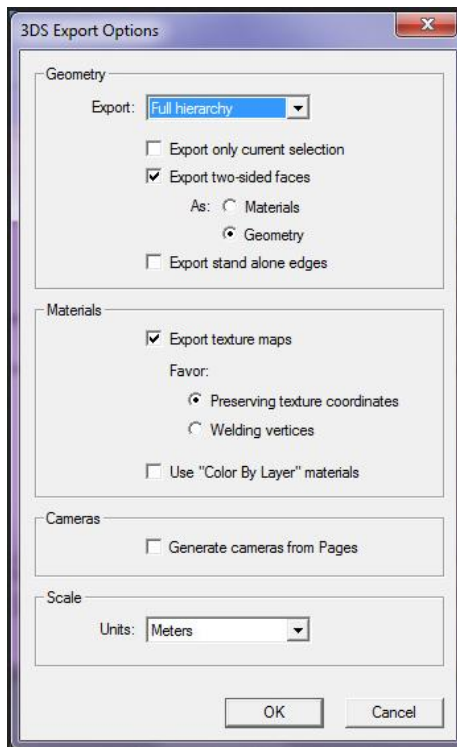 3DS Export Options
Geometry
Export: Full hierarchy
Export only current selection
Export two-sided faces
As: Materials
Geometry
Export stand alone edges
Materials
Export texture maps
Favor:
Preserving texture coordinates
Welding vertices
Use "Color By Layer" materials
Cameras
Generate cameras from Pages
Scale
Units: Meters
OK Cancel